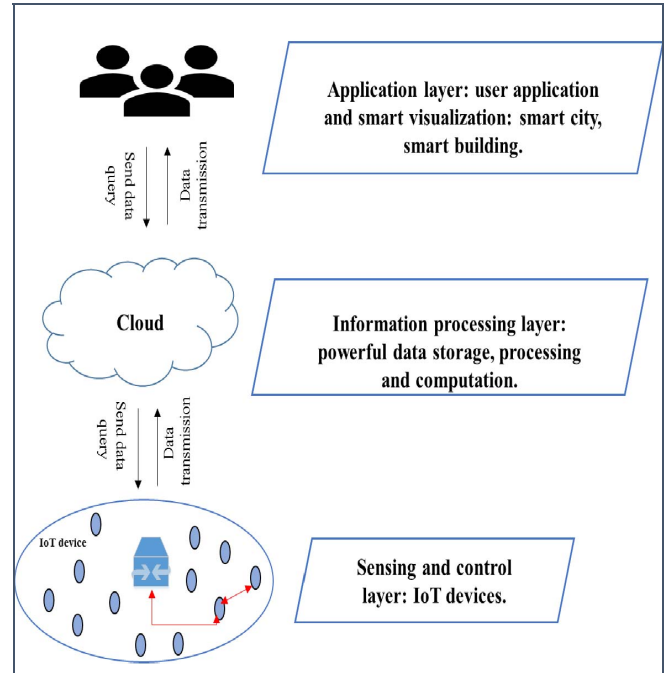 Application layer: user application
and smart visualization: smart city,
smart building.
Send data
query
Data
transmission
Cloud
Information processing layer:
powerful data storage, processing
and computation.
Send data
query
Data
transmission
IoT device
Sensing and control
layer: IoT devices.